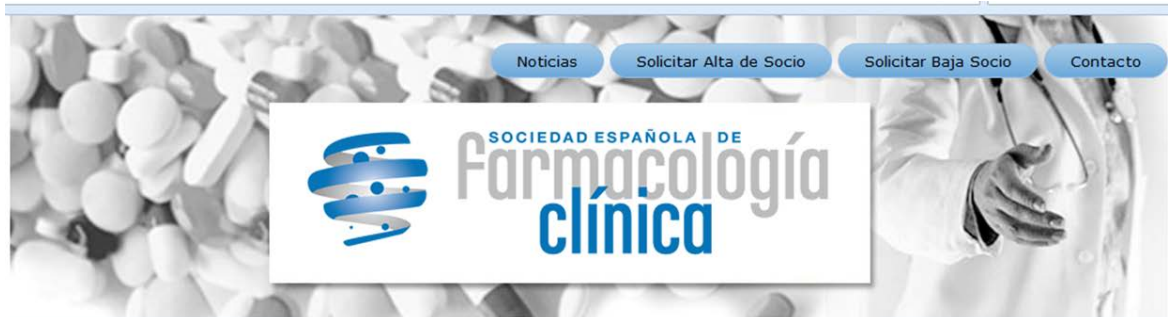 Noticias Solicitar Alta de Socio Solicitar Baja Socio Contacto
SOCIEDAD ESPAÑOLA DE
farmacología
clínica